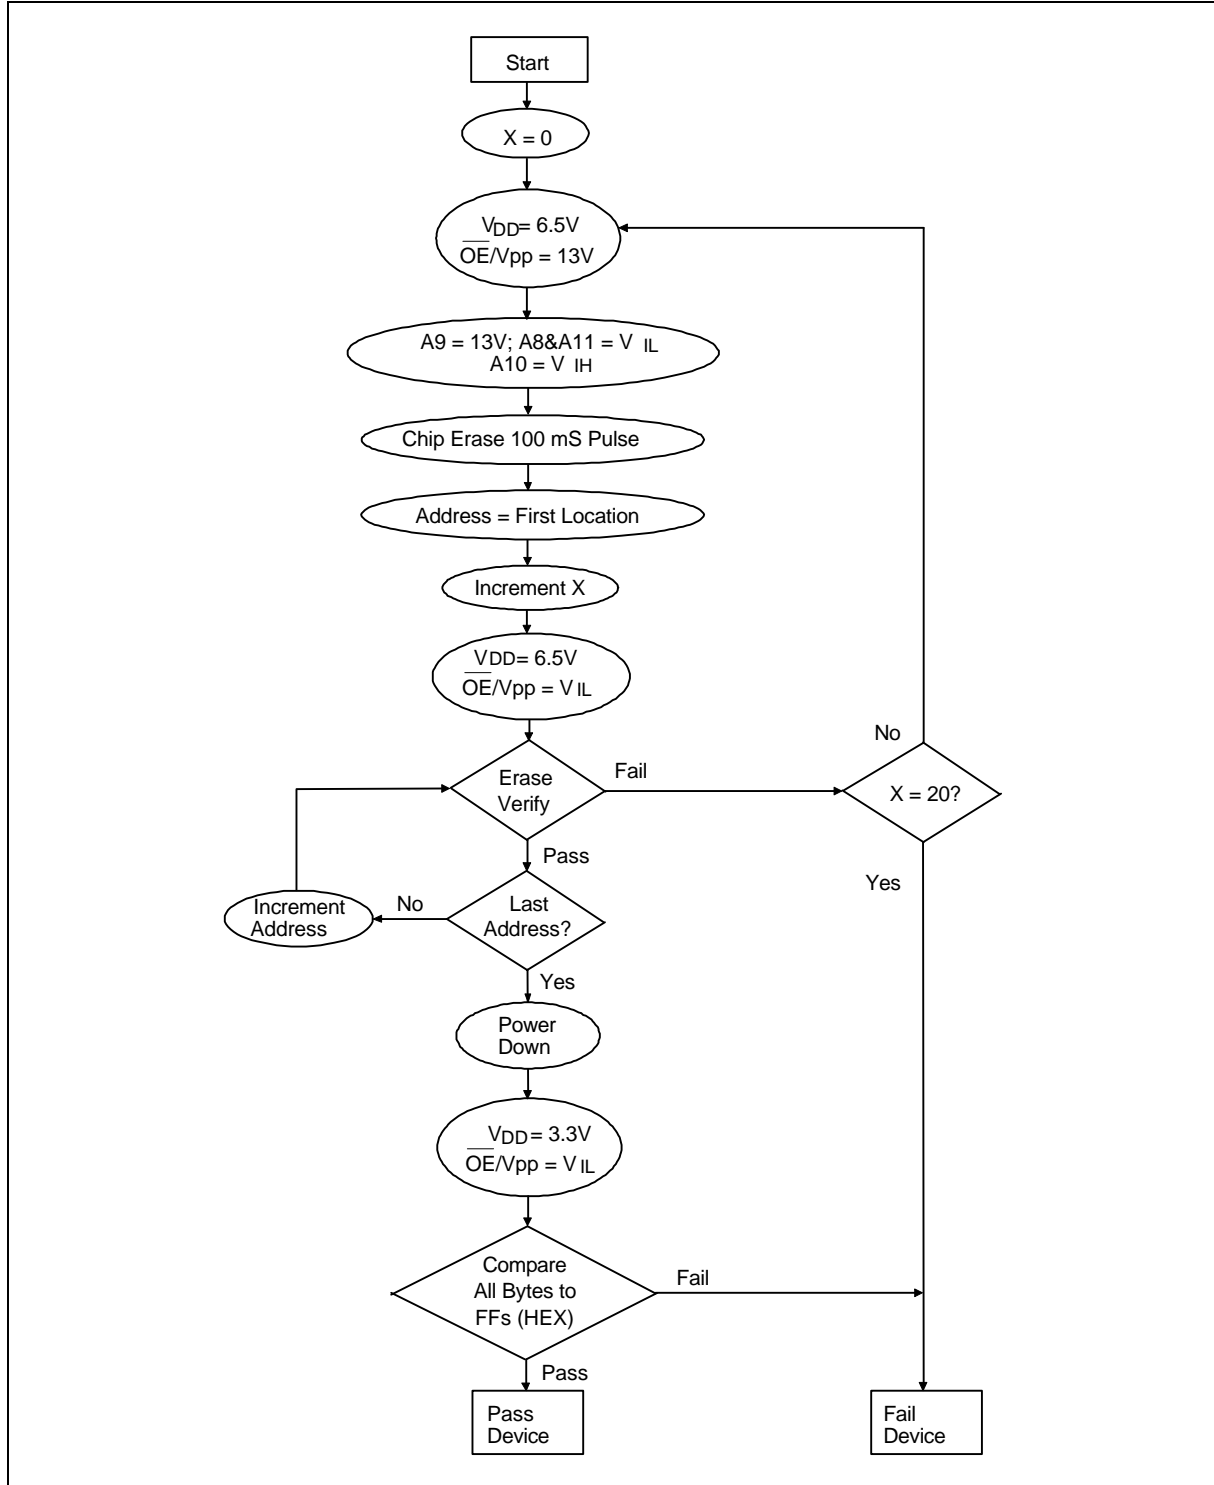 Start
X = 0
VDD= 6.5V
OE/Vpp = 13V
A9 = 13V; A8&A11 = V IL
A10 = V IH
Chip Erase 100 mS Pulse
Address = First Location
Increment X
VDD= 6.5V
OE/Vpp = V IL
Erase
Verify
Fail
No
X = 20?
Yes
Pass
Last
Address?
No
Increment
Address
Yes
Power
Down
VDD = 3.3V
OE/Vpp = V IL
Compare
All Bytes to
FFs (HEX)
Fail
Pass
Pass
Device
Fail
Device